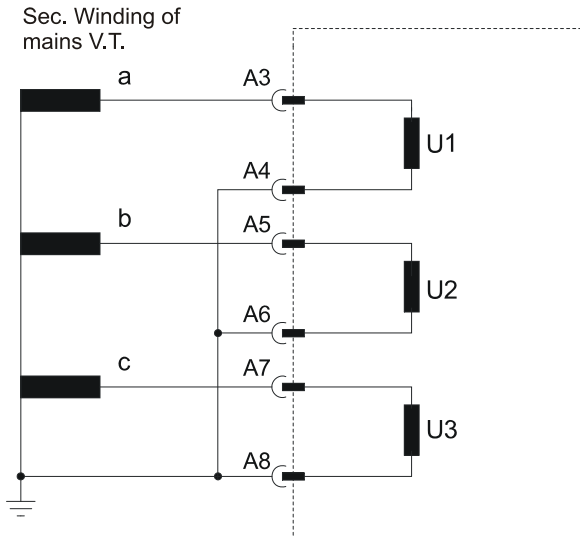 Sec. Winding of
mains V.T.
a
A3
U1
A4
b
A5
U2
A6
c
A7
U3
A8